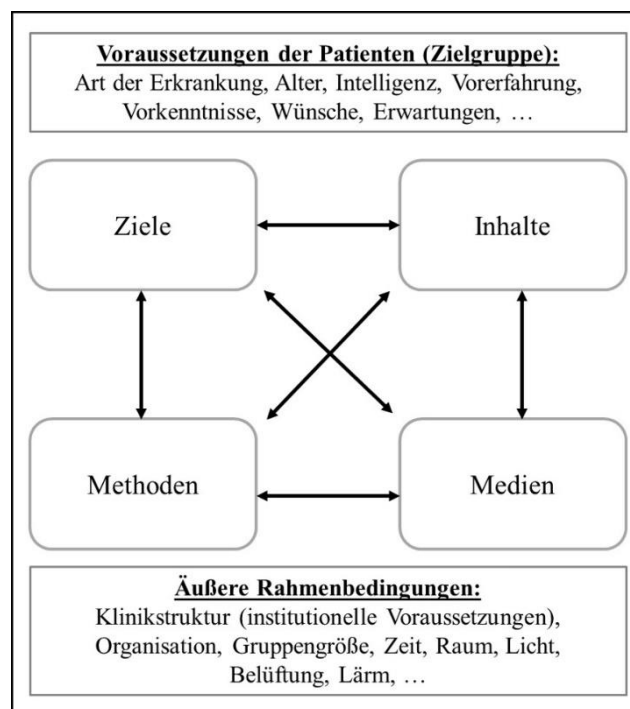 Voraussetzungen der Patienten (Zielgruppe):
Art der Erkrankung, Alter, Intelligenz, Vorerfahrung,
Vorkenntnisse, Wünsche, Erwartungen, …
Ziele
Inhalte
Methoden
Medien
Äußere Rahmenbedingungen:
Klinikstruktur (institutionelle Voraussetzungen),
Organisation, Gruppengröße, Zeit, Raum, Licht,
Belüftung, Lärm, …